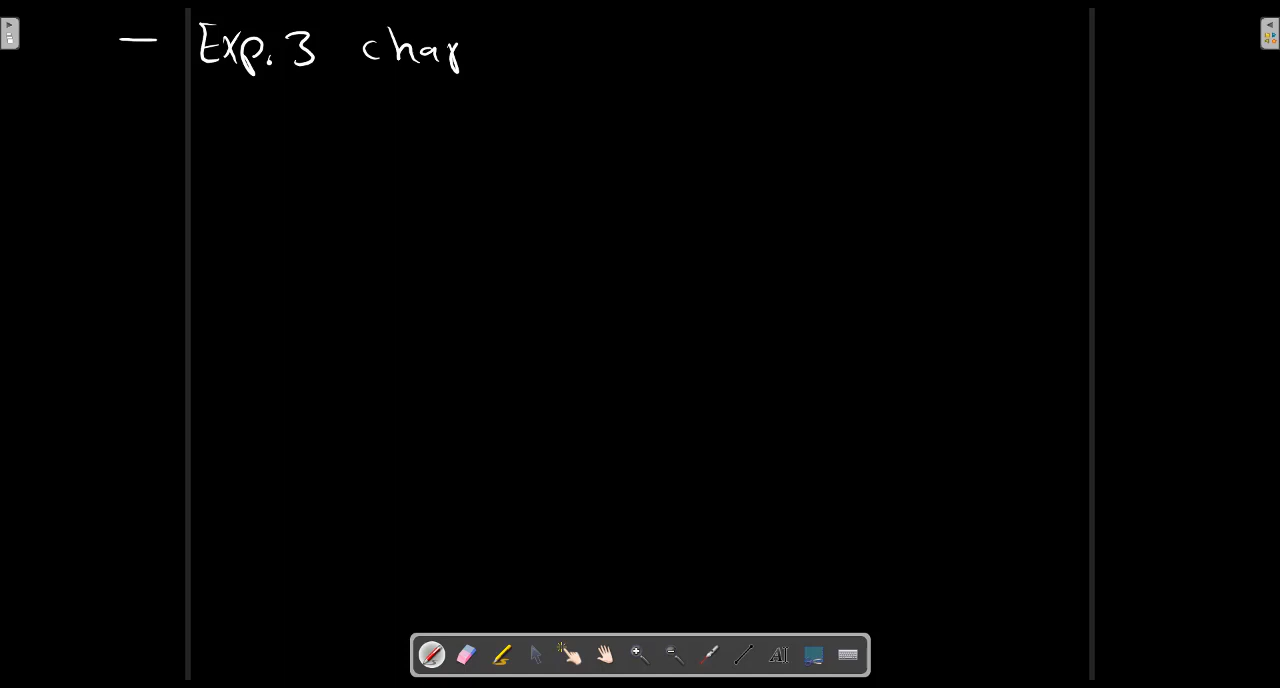 — Exp. 3 char